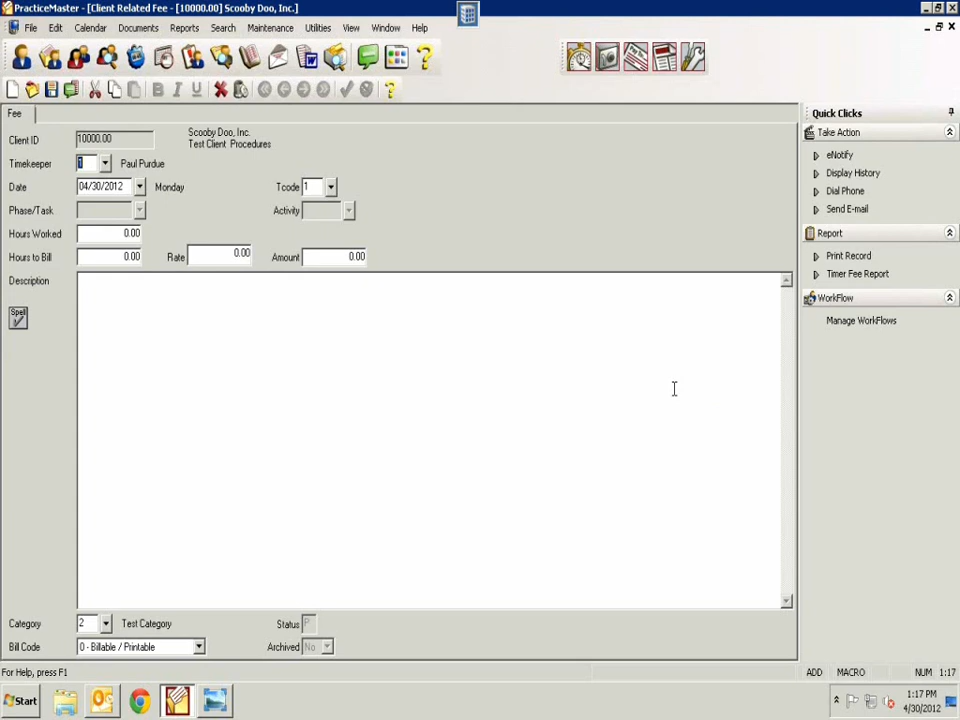 PracticeMaster - [Client Related Fee - [10000.00] Scooby Doo, Inc.]
File Edit Calendar Documents Reports Search Maintenance Utilities View Window Help
Fee
Client ID 10000.00 Scooby Doo, Inc.
Test Client Procedures
Timekeeper 1 Paul Purdue
Date 04/30/2012 Monday Tcode 1
Phase/Task Activity
Hours Worked 0.00
Hours to Bill 0.00 Rate 0.00 Amount 0.00
Description
Spell
Category 2 Test Category Status P
Bill Code 0 - Billable / Printable Archived No
Quick Clicks
Take Action
eNotify
Display History
Dial Phone
Send E-mail
Report
Print Record
Timer Fee Report
WorkFlow
Manage WorkFlows
For Help, press F1 ADD MACRO NUM 1:17
Start
1:17 PM
4/30/2012